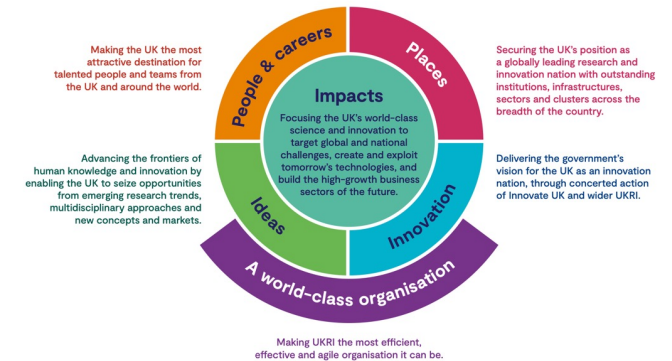 People & careers
Places
Making the UK the most
attractive destination for
talented people and teams from
the UK and around the world.
Securing the UK's position as
a globally leading research and
innovation nation with outstanding
institutions, infrastructures,
sectors and clusters across the
breadth of the country.
Impacts
Focusing the UK's world-class
science and innovation to
target global and national
challenges, create and exploit
tomorrow's technologies, and
build the high-growth business
sectors of the future.
Advancing the frontiers of
human knowledge and innovation by
enabling the UK to seize opportunities
from emerging research trends,
multidisciplinary approaches and
new concepts and markets.
Delivering the government's
vision for the UK as an innovation
nation, through concerted action
of Innovate UK and wider UKRI.
Ideas
Innovation
A world-class organisation
Making UKRI the most efficient,
effective and agile organisation it can be.